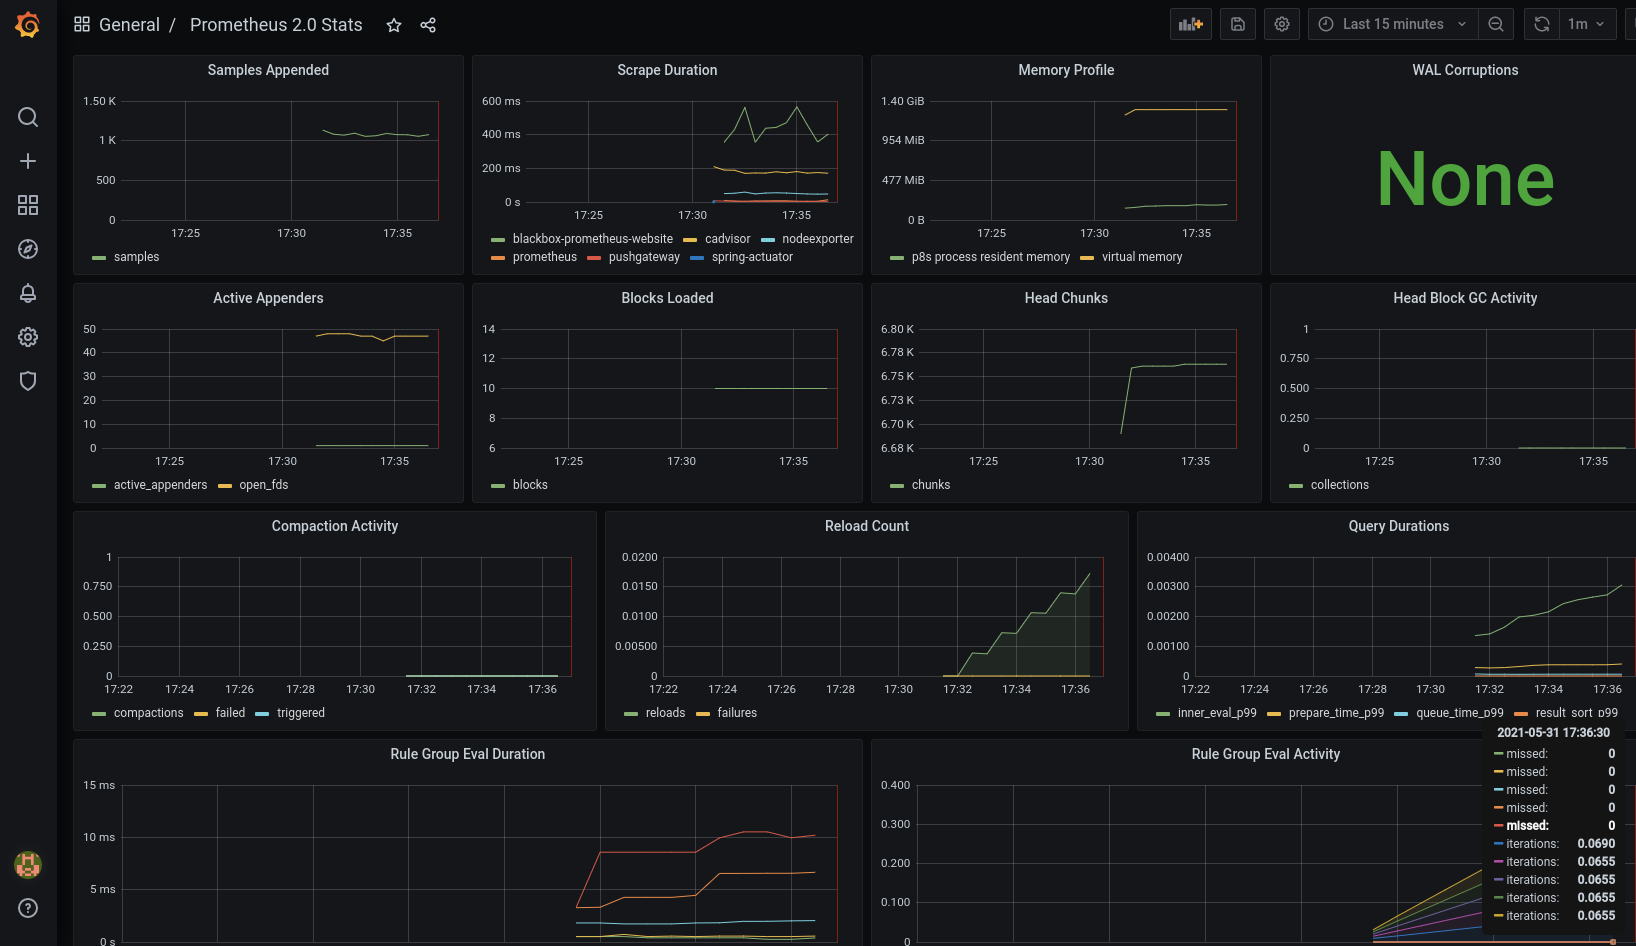 General / Prometheus 2.0 Stats
Last 15 minutes
1m
Samples Appended
1.50 K
1 K
500
0
17:25 17:30 17:35
samples
Scrape Duration
600 ms
400 ms
200 ms
0 s
17:25 17:30 17:35
blackbox-prometheus-website cadvisor nodeexporter
prometheus pushgateway spring-actuator
Memory Profile
1.40 GiB
954 MiB
477 MiB
0 B
17:25 17:30 17:35
p8s process resident memory virtual memory
WAL Corruptions
None
Active Appenders
50
40
30
20
10
0
17:25 17:30 17:35
active_appenders open_fds
Blocks Loaded
14
12
10
8
6
17:25 17:30 17:35
blocks
Head Chunks
6.80 K
6.78 K
6.75 K
6.73 K
6.70 K
6.68 K
17:25 17:30 17:35
chunks
Head Block GC Activity
1
0.750
0.500
0.250
0
17:25 17:30 17:35
collections
Compaction Activity
1
0.750
0.500
0.250
0
17:22 17:24 17:26 17:28 17:30 17:32 17:34 17:36
compactions failed triggered
Reload Count
0.0200
0.0150
0.0100
0.00500
0
17:22 17:24 17:26 17:28 17:30 17:32 17:34 17:36
reloads failures
Query Durations
0.00400
0.00300
0.00200
0.00100
0
17:22 17:24 17:26 17:28 17:30 17:32 17:34 17:36
inner_eval_p99 prepare_time_p99 queue_time_p99 result_sort_p99
Rule Group Eval Duration
15 ms
10 ms
5 ms
0 s
Rule Group Eval Activity
0.400
0.300
0.200
0.100
0
2021-05-31 17:36:30
missed: 0
missed: 0
missed: 0
missed: 0
missed: 0
iterations: 0.0690
iterations: 0.0655
iterations: 0.0655
iterations: 0.0655
iterations: 0.0655